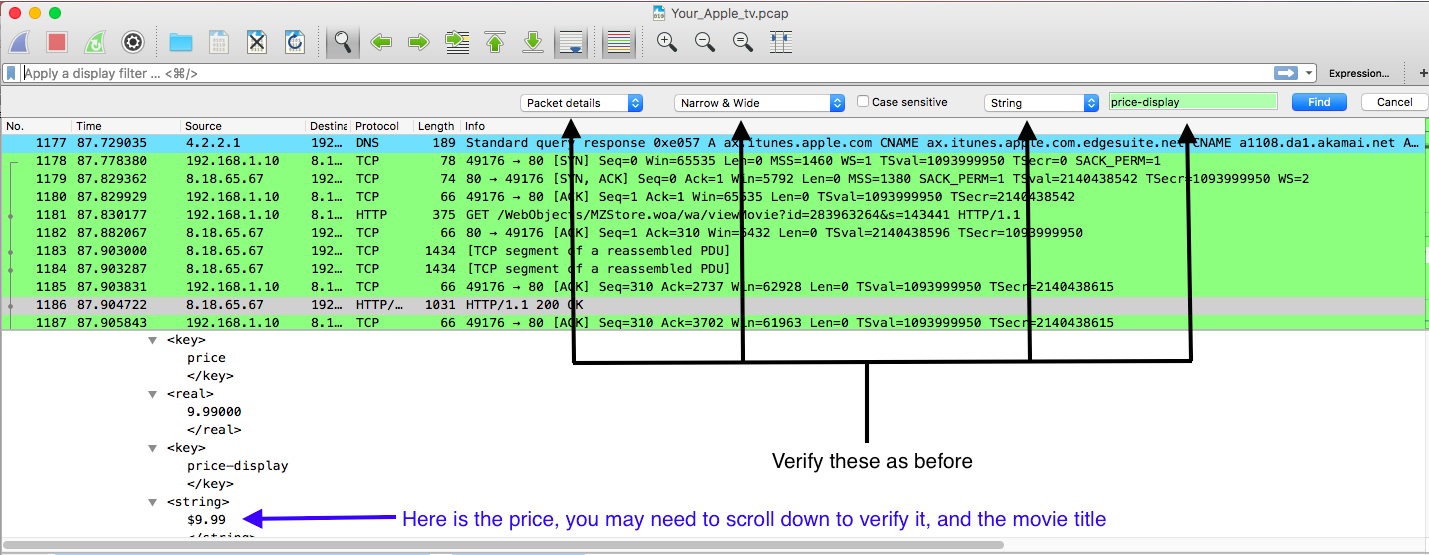 Your_Apple_tv.pcap
Apply a display filter ... <⌘/>
Expression...
+
Packet details
Narrow & Wide
Case sensitive
String
price-display
Find
Cancel
No. Time Source Destina Protocol Length Info
1177 87.729035 4.2.2.1 192… DNS 189 Standard query response 0xe057 A ax.itunes.apple.com CNAME ax.itunes.apple.com.edgesuite.net CNAME a1108.da1.akamai.net A…
1178 87.778380 192.168.1.10 8.1… TCP 78 49176 → 80 [SYN] Seq=0 Win=65535 Len=0 MSS=1460 WS=1 TSval=1093999950 TSecr=0 SACK_PERM=1
1179 87.829362 8.18.65.67 192… TCP 74 80 → 49176 [SYN, ACK] Seq=0 Ack=1 Win=5792 Len=0 MSS=1380 SACK_PERM=1 TSval=2140438542 TSecr=1093999950 WS=2
1180 87.829929 192.168.1.10 8.1… TCP 66 49176 → 80 [ACK] Seq=1 Ack=1 Win=65535 Len=0 TSval=1093999950 TSecr=2140438542
1181 87.830177 192.168.1.10 8.1… HTTP 375 GET /WebObjects/MZStore.woa/wa/viewMovie?id=283963264&s=143441 HTTP/1.1
1182 87.882067 8.18.65.67 192… TCP 66 80 → 49176 [ACK] Seq=1 Ack=310 Win=6432 Len=0 TSval=2140438596 TSecr=1093999950
1183 87.903000 8.18.65.67 192… TCP 1434 [TCP segment of a reassembled PDU]
1184 87.903287 8.18.65.67 192… TCP 1434 [TCP segment of a reassembled PDU]
1185 87.903831 192.168.1.10 8.1… TCP 66 49176 → 80 [ACK] Seq=310 Ack=2737 Win=62928 Len=0 TSval=1093999950 TSecr=2140438615
1186 87.904722 8.18.65.67 192… HTTP/… 1031 HTTP/1.1 200 OK
1187 87.905843 192.168.1.10 8.1… TCP 66 49176 → 80 [ACK] Seq=310 Ack=3702 Win=61963 Len=0 TSval=1093999950 TSecr=2140438615
<key>
price
</key>
<real>
9.99000
</real>
<key>
price-display
</key>
<string>
$9.99
</string>
Verify these as before
Here is the price, you may need to scroll down to verify it, and the movie title